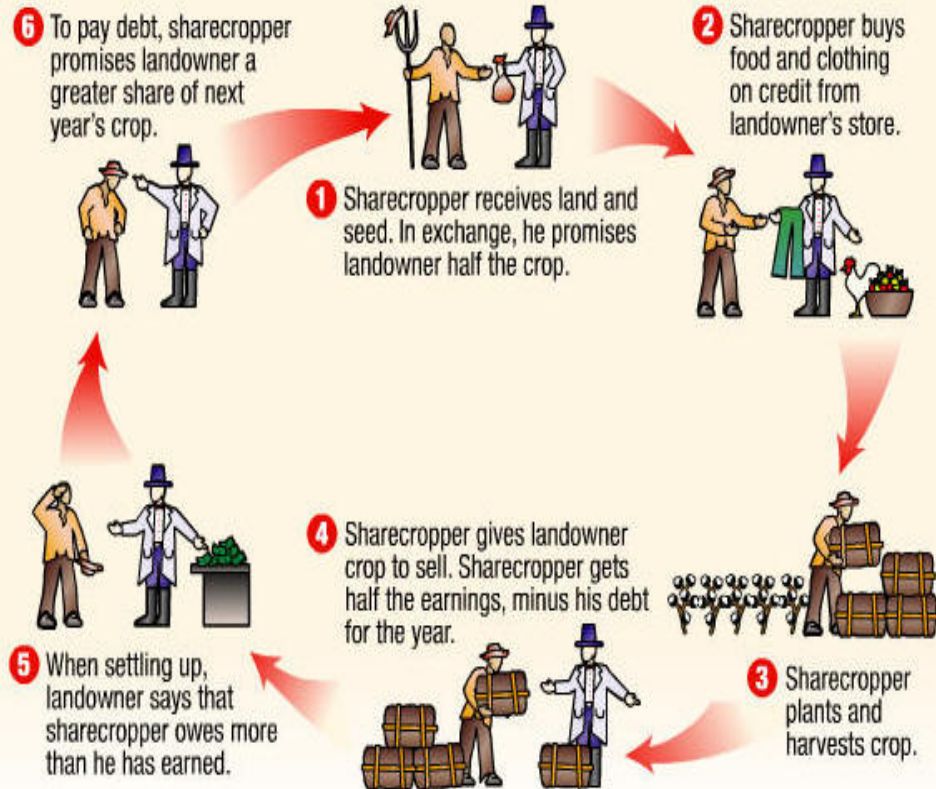 1 Sharecropper receives land and
seed. In exchange, he promises
landowner half the crop.
2 Sharecropper buys
food and clothing
on credit from
landowner's store.
3 Sharecropper
plants and
harvests crop.
4 Sharecropper gives landowner
crop to sell. Sharecropper gets
half the earnings, minus his debt
for the year.
5 When settling up,
landowner says that
sharecropper owes more
than he has earned.
6 To pay debt, sharecropper
promises landowner a
greater share of next
year's crop.